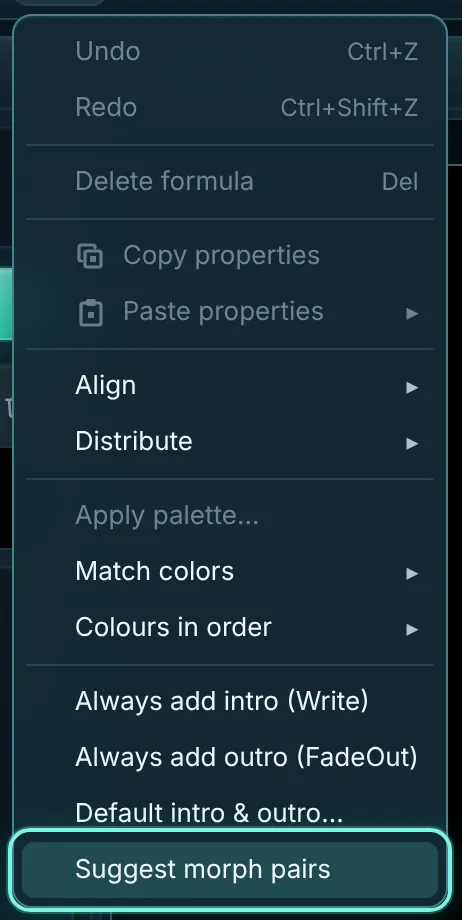 Undo Ctrl+Z
Redo Ctrl+Shift+Z
Delete formula Del
Copy properties
Paste properties
Align
Distribute
Apply palette...
Match colors
Colours in order
Always add intro (Write)
Always add outro (FadeOut)
Default intro & outro...
Suggest morph pairs